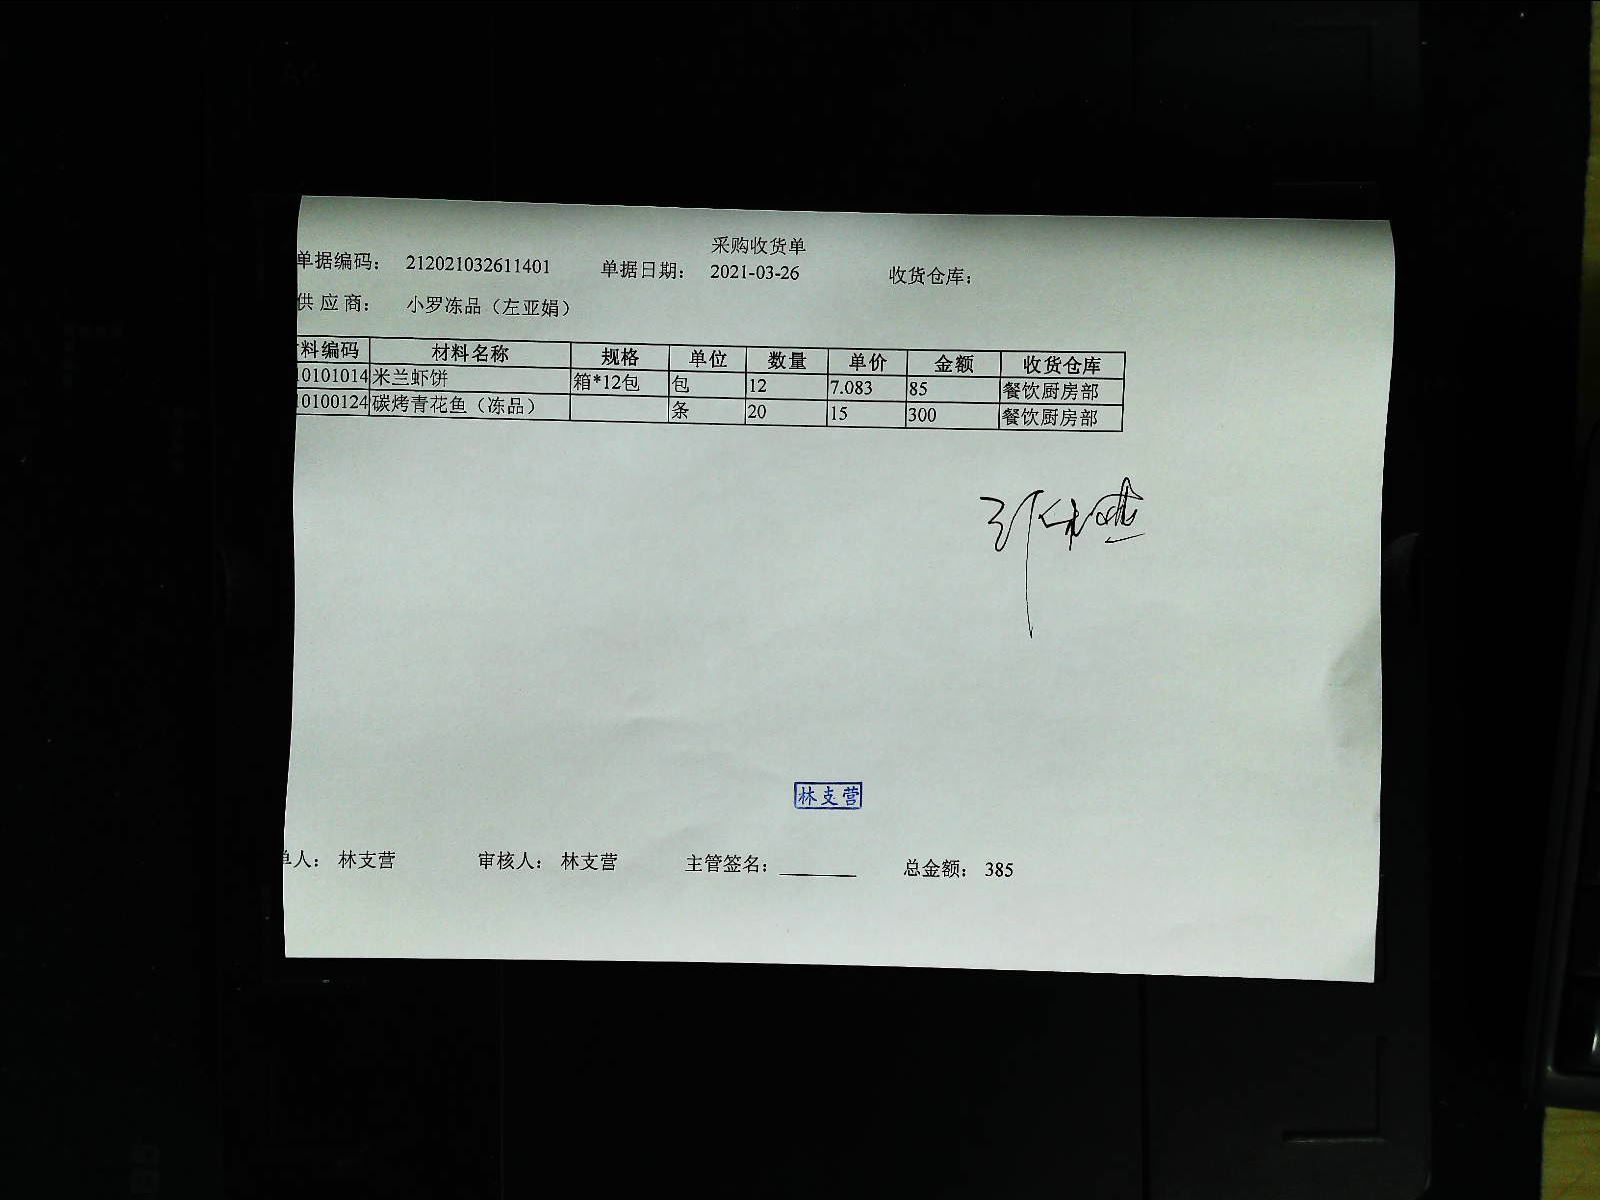 采购收货单
单据编码： 212021032611401 单据日期： 2021-03-26 收货仓库：
供 应 商： 小罗冻品（左亚娟）
料编码 材料名称 规格 单位 数量 单价 金额 收货仓库
10101014 米兰虾饼 箱*12包 包 12 7.083 85 餐饮厨房部
10100124 碳烤青花鱼（冻品） 条 20 15 300 餐饮厨房部
林支营
单人： 林支营 审核人： 林支营 主管签名： 总金额： 385